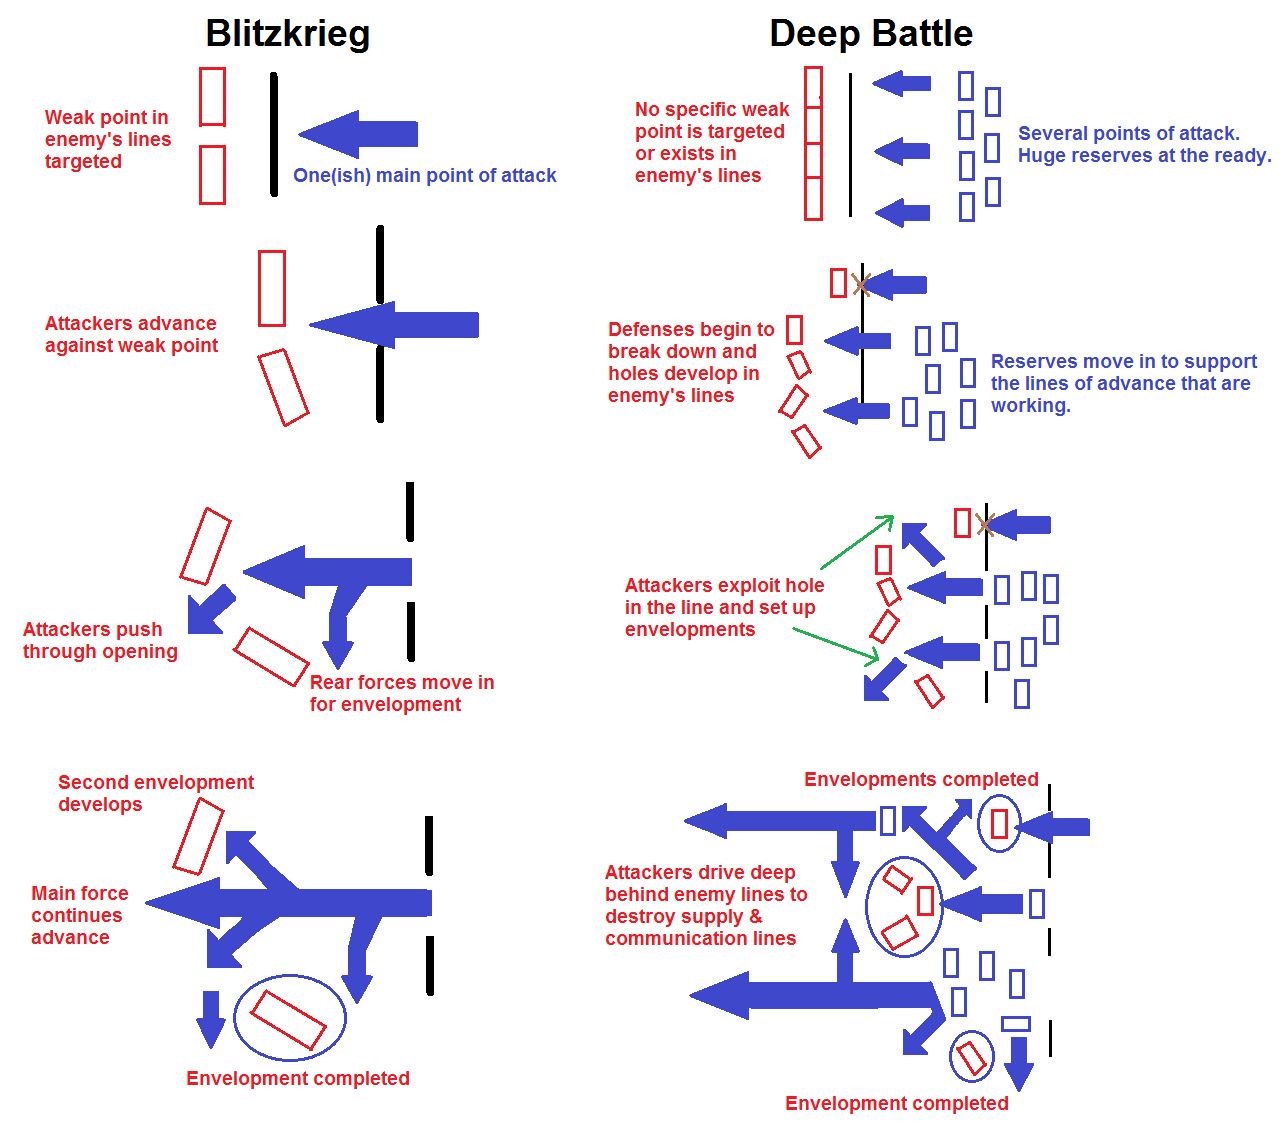 Blitzkrieg
Weak point in
enemy's lines
targeted
One(ish) main point of attack
Attackers advance
against weak point
Attackers push
through opening
Rear forces move in
for envelopment
Second envelopment
develops
Main force
continues
advance
Envelopment completed
Deep Battle
No specific weak
point is targeted
or exists in
enemy's lines
Several points of attack.
Huge reserves at the ready.
Defenses begin to
break down and
holes develop in
enemy's lines
Reserves move in to support
the lines of advance that are
working.
Attackers exploit hole
in the line and set up
envelopments
Envelopments completed
Attackers drive deep
behind enemy lines to
destroy supply &
communication lines
Envelopment completed